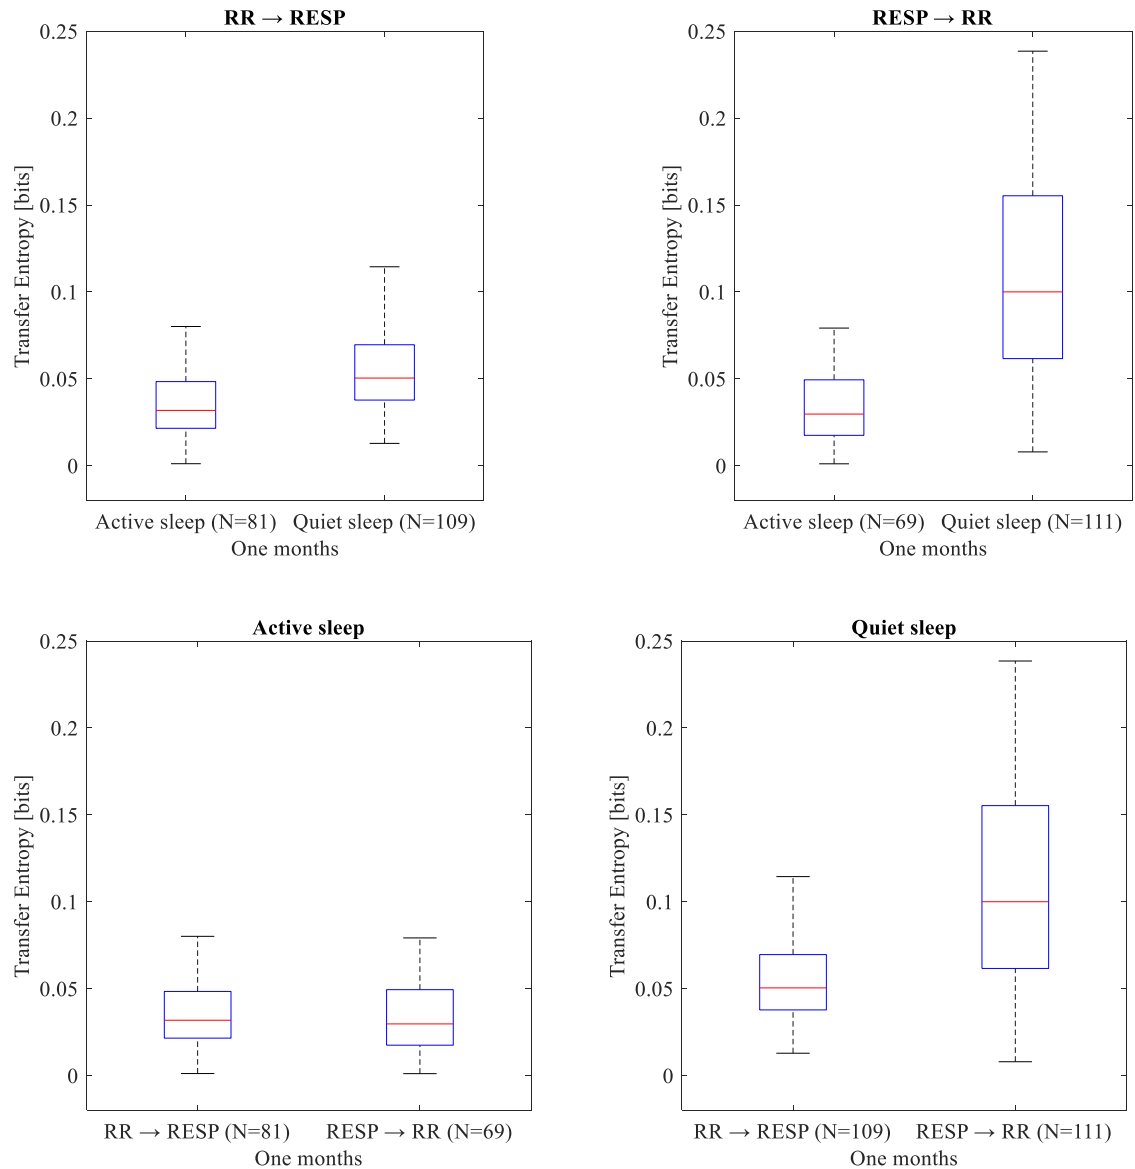 RR → RESP
0.25
0.2
0.15
0.1
0.05
0
Transfer Entropy [bits]
Active sleep (N=81) Quiet sleep (N=109)
One months
RESP → RR
0.25
0.2
0.15
0.1
0.05
0
Transfer Entropy [bits]
Active sleep (N=69) Quiet sleep (N=111)
One months
Active sleep
0.25
0.2
0.15
0.1
0.05
0
Transfer Entropy [bits]
RR → RESP (N=81) RESP → RR (N=69)
One months
Quiet sleep
0.25
0.2
0.15
0.1
0.05
0
Transfer Entropy [bits]
RR → RESP (N=109) RESP → RR (N=111)
One months